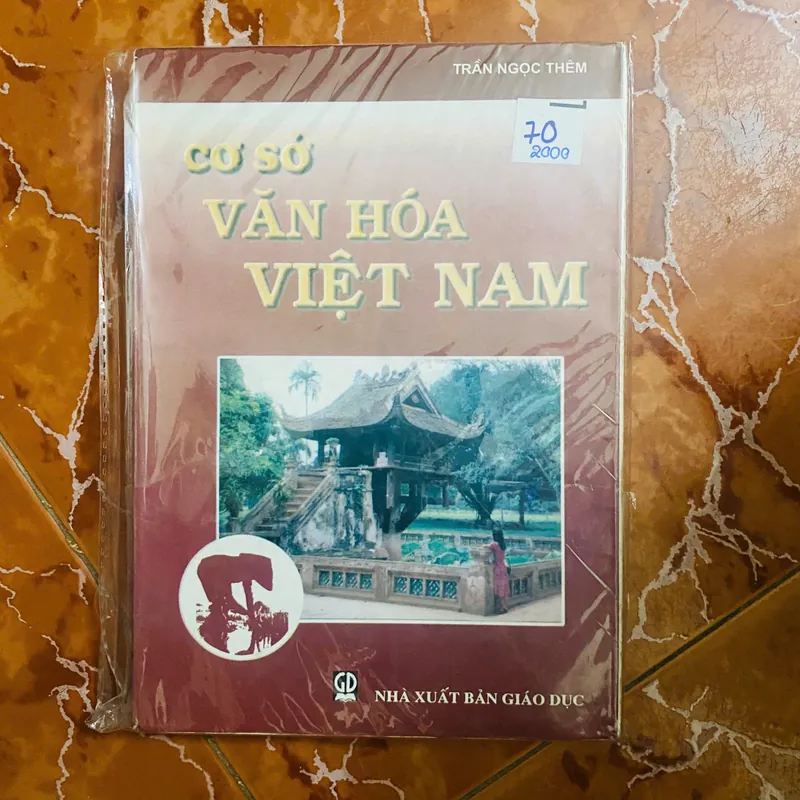 TRẦN NGỌC THÊM
70
2000
CƠ SỞ
VĂN HÓA
VIỆT NAM
GD
NHÀ XUẤT BẢN GIÁO DỤC